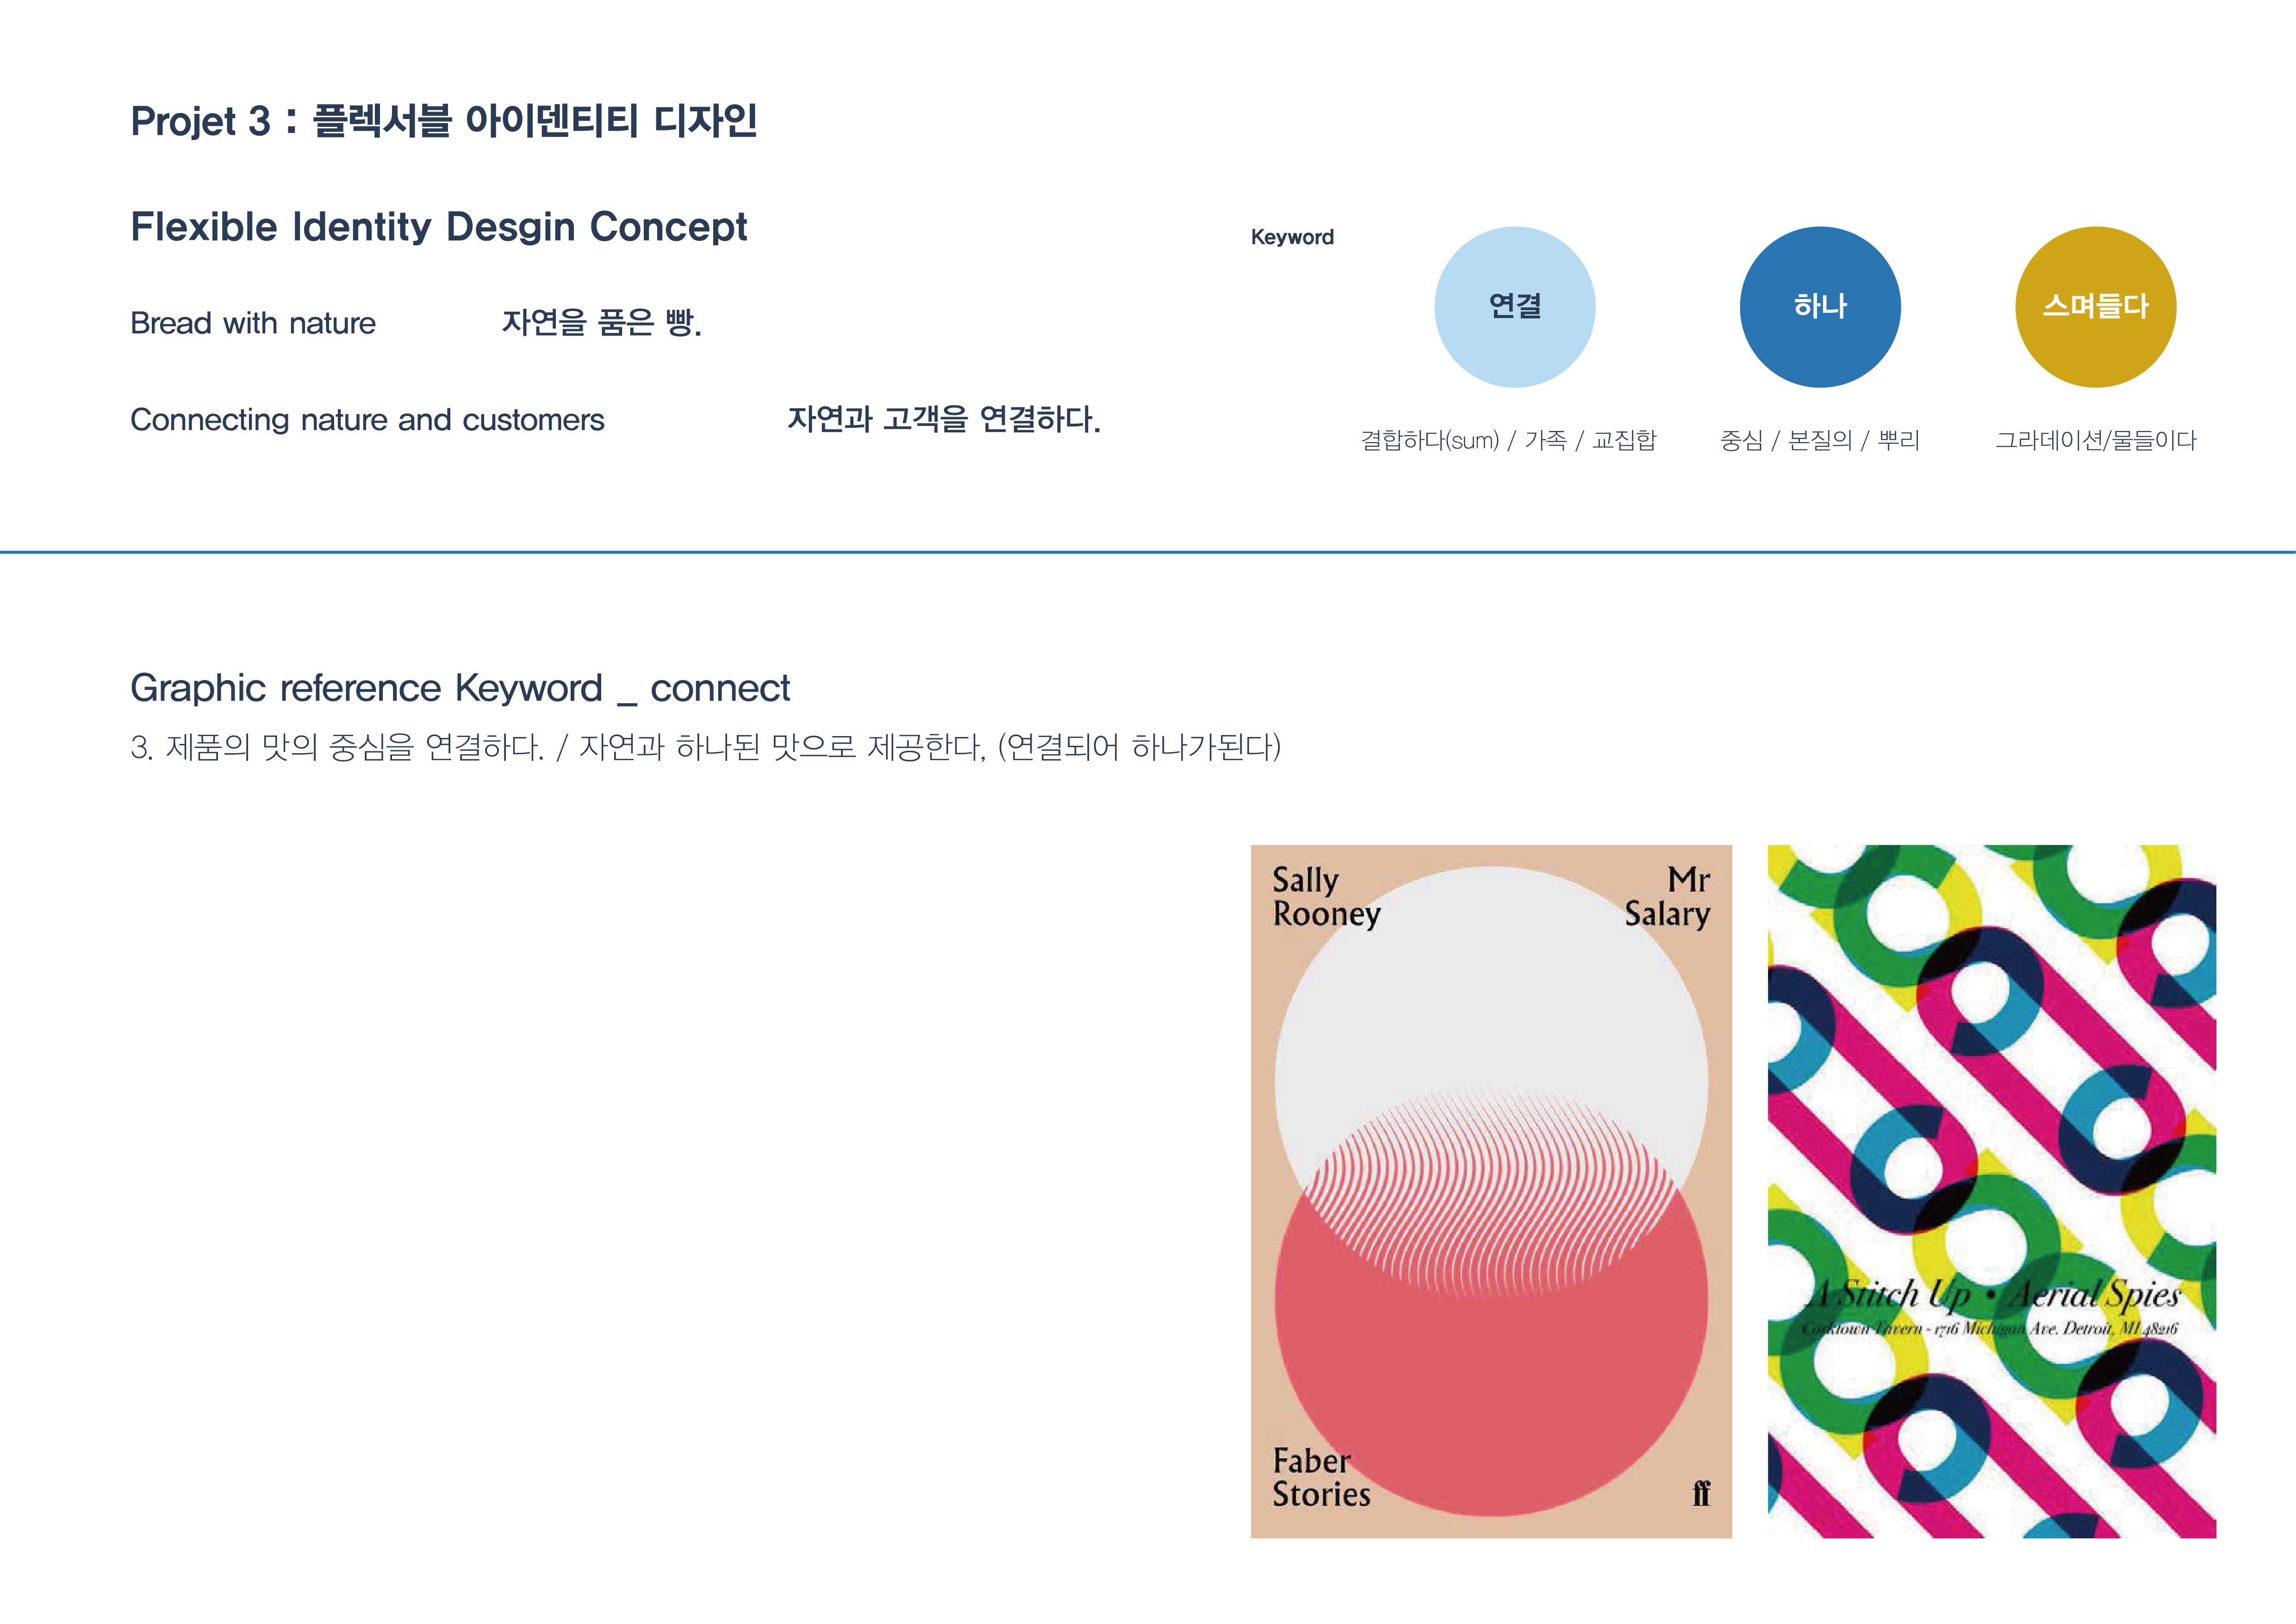 Projet 3 : 플렉서블 아이덴티티 디자인
Flexible Identity Desgin Concept
Bread with nature 자연을 품은 빵.
Connecting nature and customers 자연과 고객을 연결하다.
Keyword
연결
하나
스며들다
결합하다(sum) / 가족 / 교집합
중심 / 본질의 / 뿌리
그라데이션/물들이다
Graphic reference Keyword _ connect
3. 제품의 맛의 중심을 연결하다. / 자연과 하나된 맛으로 제공한다, (연결되어 하나가된다)
Sally
Rooney
Mr
Salary
Faber
Stories
ff
A Stitch Up • Aerial Spies
Corktown Tavern - 1716 Michigan Ave. Detroit, MI 48216